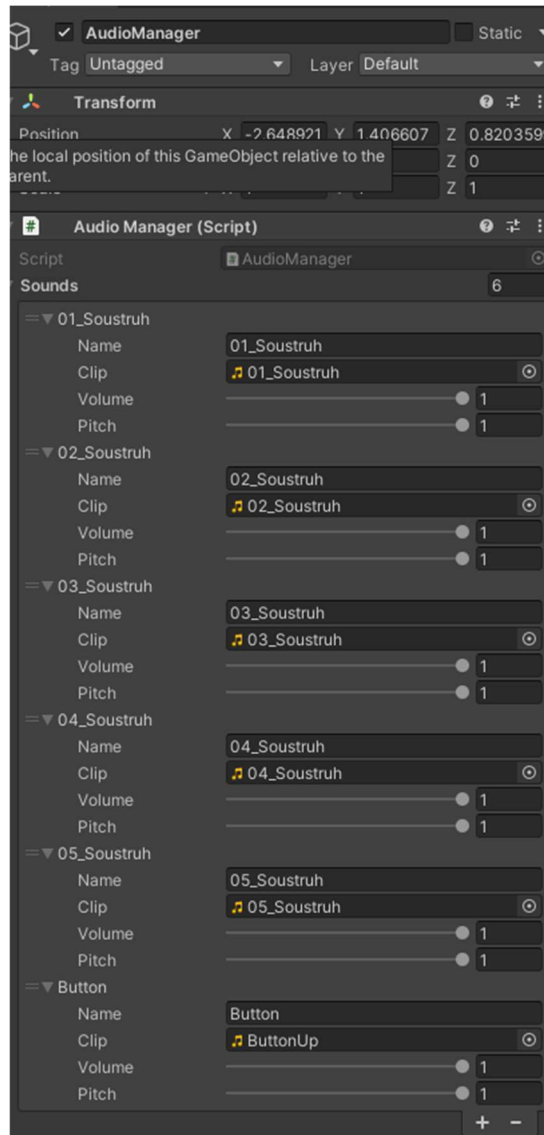 AudioManager Static
Tag Untagged Layer Default
Transform
Position X -2.648921 Y 1.406607 Z 0.820359
he local position of this GameObject relative to the Z 0
arent. Z 1
# Audio Manager (Script)
Script AudioManager
Sounds 6
01_Soustruh
Name 01_Soustruh
Clip 01_Soustruh
Volume 1
Pitch 1
02_Soustruh
Name 02_Soustruh
Clip 02_Soustruh
Volume 1
Pitch 1
03_Soustruh
Name 03_Soustruh
Clip 03_Soustruh
Volume 1
Pitch 1
04_Soustruh
Name 04_Soustruh
Clip 04_Soustruh
Volume 1
Pitch 1
05_Soustruh
Name 05_Soustruh
Clip 05_Soustruh
Volume 1
Pitch 1
Button
Name Button
Clip ButtonUp
Volume 1
Pitch 1
+ -